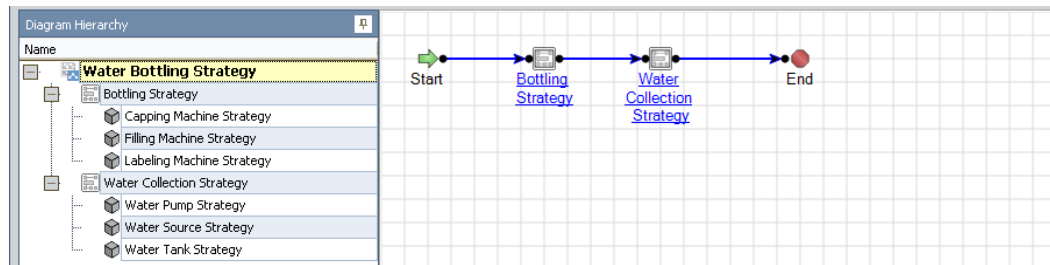 Diagram Hierarchy
Name
Water Bottling Strategy
Bottling Strategy
Capping Machine Strategy
Filling Machine Strategy
Labeling Machine Strategy
Water Collection Strategy
Water Pump Strategy
Water Source Strategy
Water Tank Strategy
Start
Bottling
Strategy
Water
Collection
Strategy
End